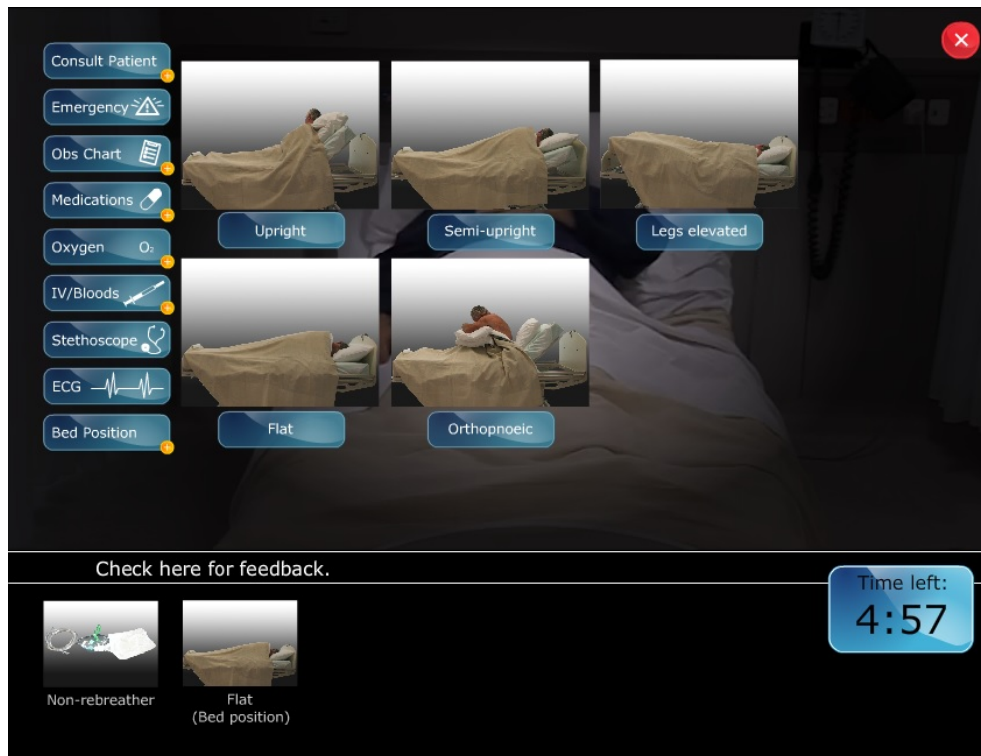 Consult Patient
Emergency
Obs Chart
Medications
Oxygen O₂
IV/Bloods
Stethoscope
ECG
Bed Position
Upright
Semi-upright
Legs elevated
Flat
Orthopnoeic
Check here for feedback.
Time left:
4:57
Non-rebreather
Flat
(Bed position)